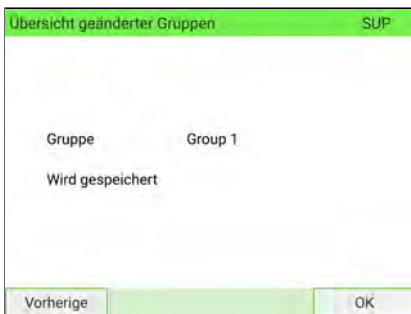 Übersicht geänderter Gruppen SUP
Gruppe Group 1
Wird gespeichert
Vorherige OK